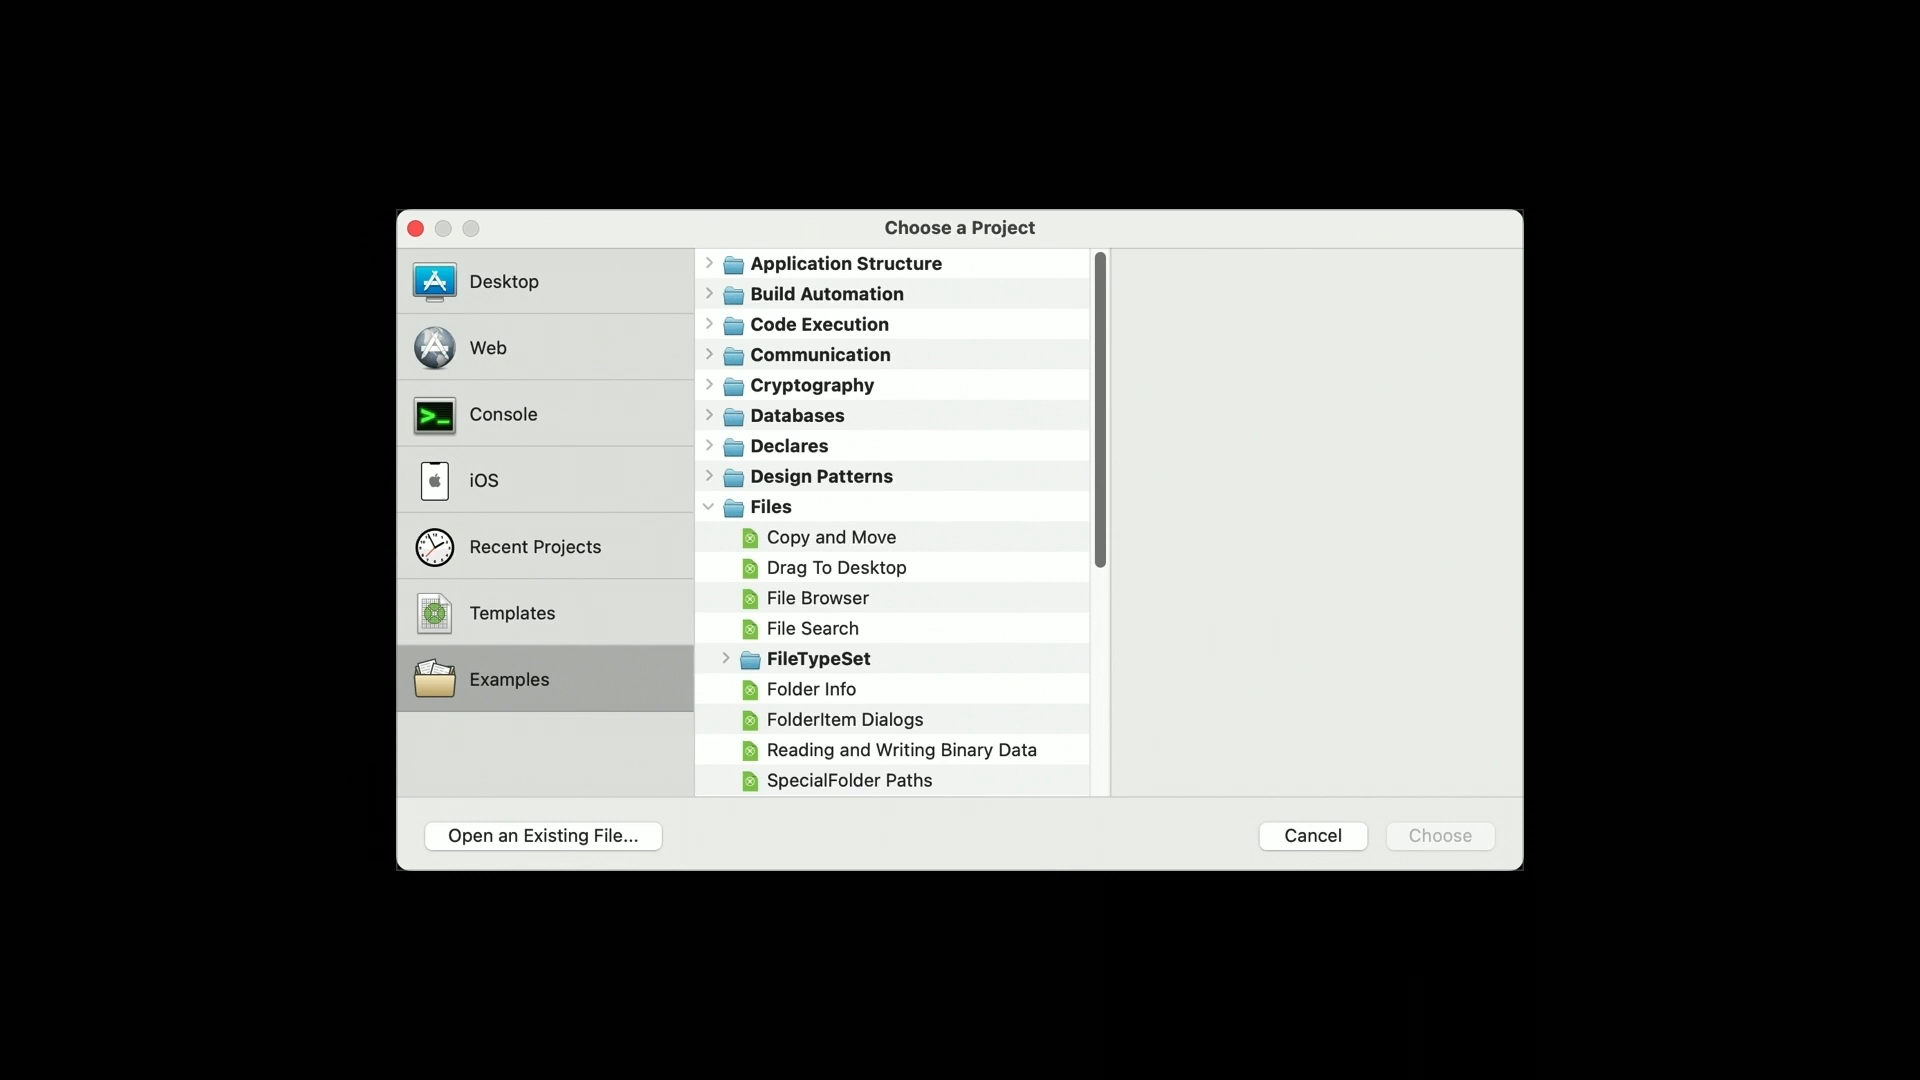 Choose a Project
Desktop
Web
Console
iOS
Recent Projects
Templates
Examples
Application Structure
Build Automation
Code Execution
Communication
Cryptography
Databases
Declares
Design Patterns
Files
Copy and Move
Drag To Desktop
File Browser
File Search
FileTypeSet
Folder Info
FolderItem Dialogs
Reading and Writing Binary Data
SpecialFolder Paths
Open an Existing File...
Cancel
Choose